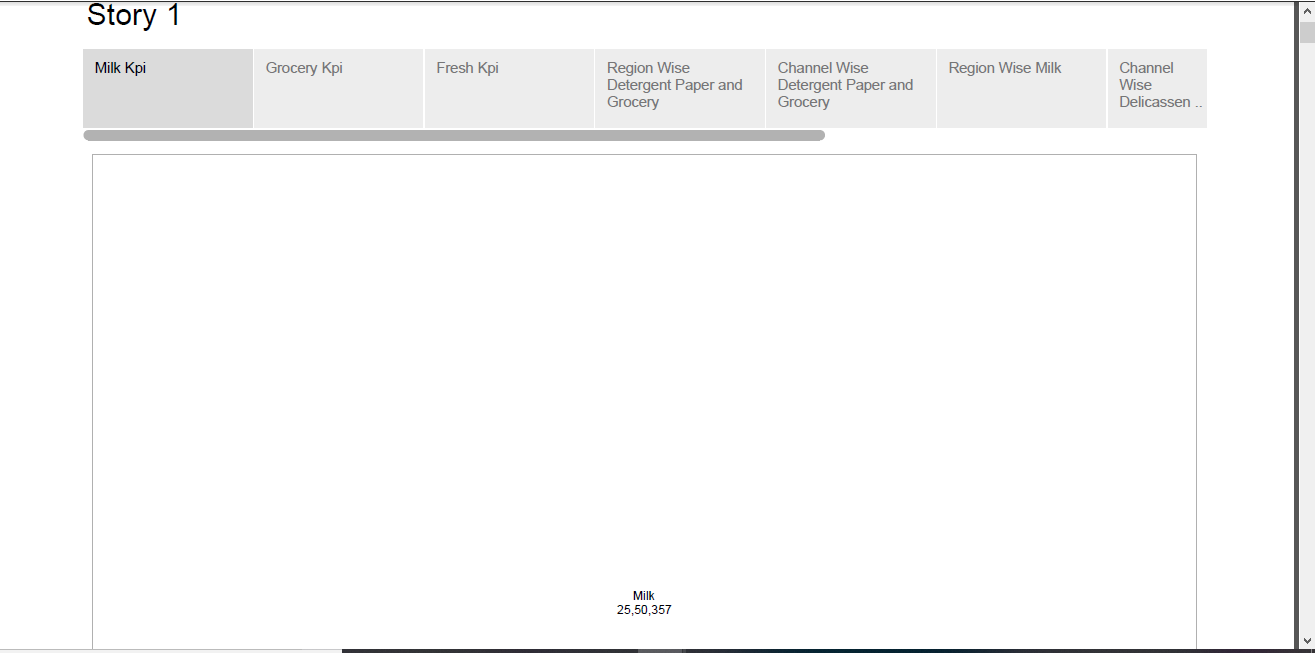 Story 1
Milk Kpi
Grocery Kpi
Fresh Kpi
Region Wise
Detergent Paper and
Grocery
Channel Wise
Detergent Paper and
Grocery
Region Wise Milk
Channel
Wise
Delicassen ..
Milk
25,50,357